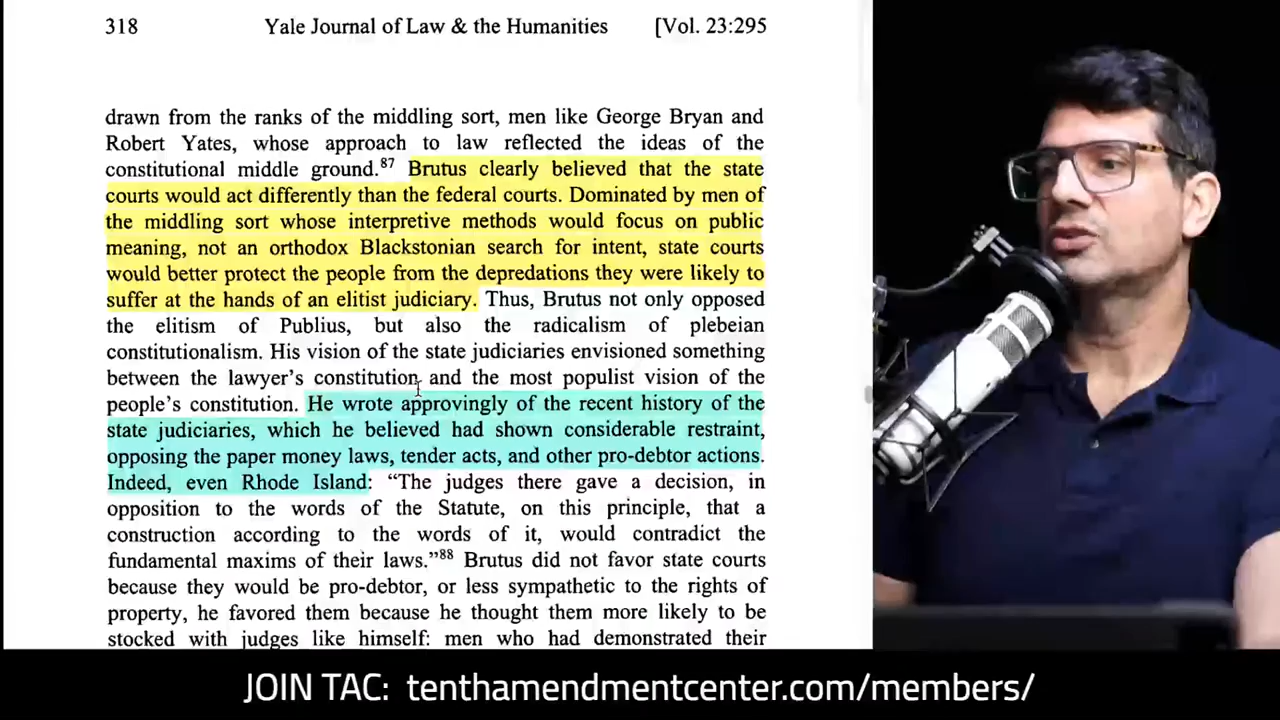 318 Yale Journal of Law & the Humanities [Vol. 23:295
drawn from the ranks of the middling sort, men like George Bryan and
Robert Yates, whose approach to law reflected the ideas of the
constitutional middle ground.87 Brutus clearly believed that the state
courts would act differently than the federal courts. Dominated by men of
the middling sort whose interpretive methods would focus on public
meaning, not an orthodox Blackstonian search for intent, state courts
would better protect the people from the depredations they were likely to
suffer at the hands of an elitist judiciary. Thus, Brutus not only opposed
the elitism of Publius, but also the radicalism of plebeian
constitutionalism. His vision of the state judiciaries envisioned something
between the lawyer's constitution and the most populist vision of the
people's constitution. He wrote approvingly of the recent history of the
state judiciaries, which he believed had shown considerable restraint,
opposing the paper money laws, tender acts, and other pro-debtor actions.
Indeed, even Rhode Island: “The judges there gave a decision, in
opposition to the words of the Statute, on this principle, that a
construction according to the words of it, would contradict the
fundamental maxims of their laws.”88 Brutus did not favor state courts
because they would be pro-debtor, or less sympathetic to the rights of
property, he favored them because he thought them more likely to be
stocked with judges like himself: men who had demonstrated their
JOIN TAC: tenthamendmentcenter.com/members/